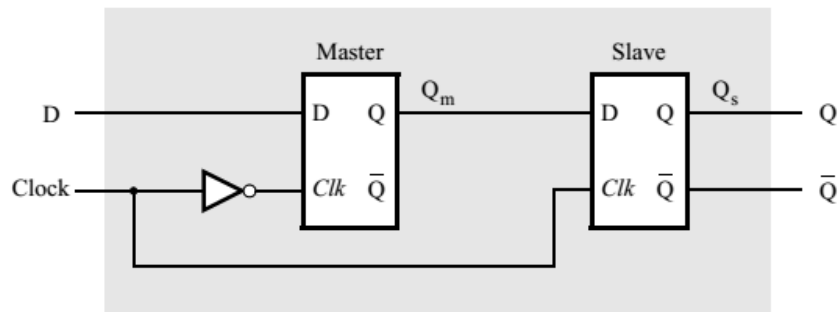 Master Slave
D D Q Qm D Q Qs Q
Clock Clk Q̅ Clk Q̅ Q̅